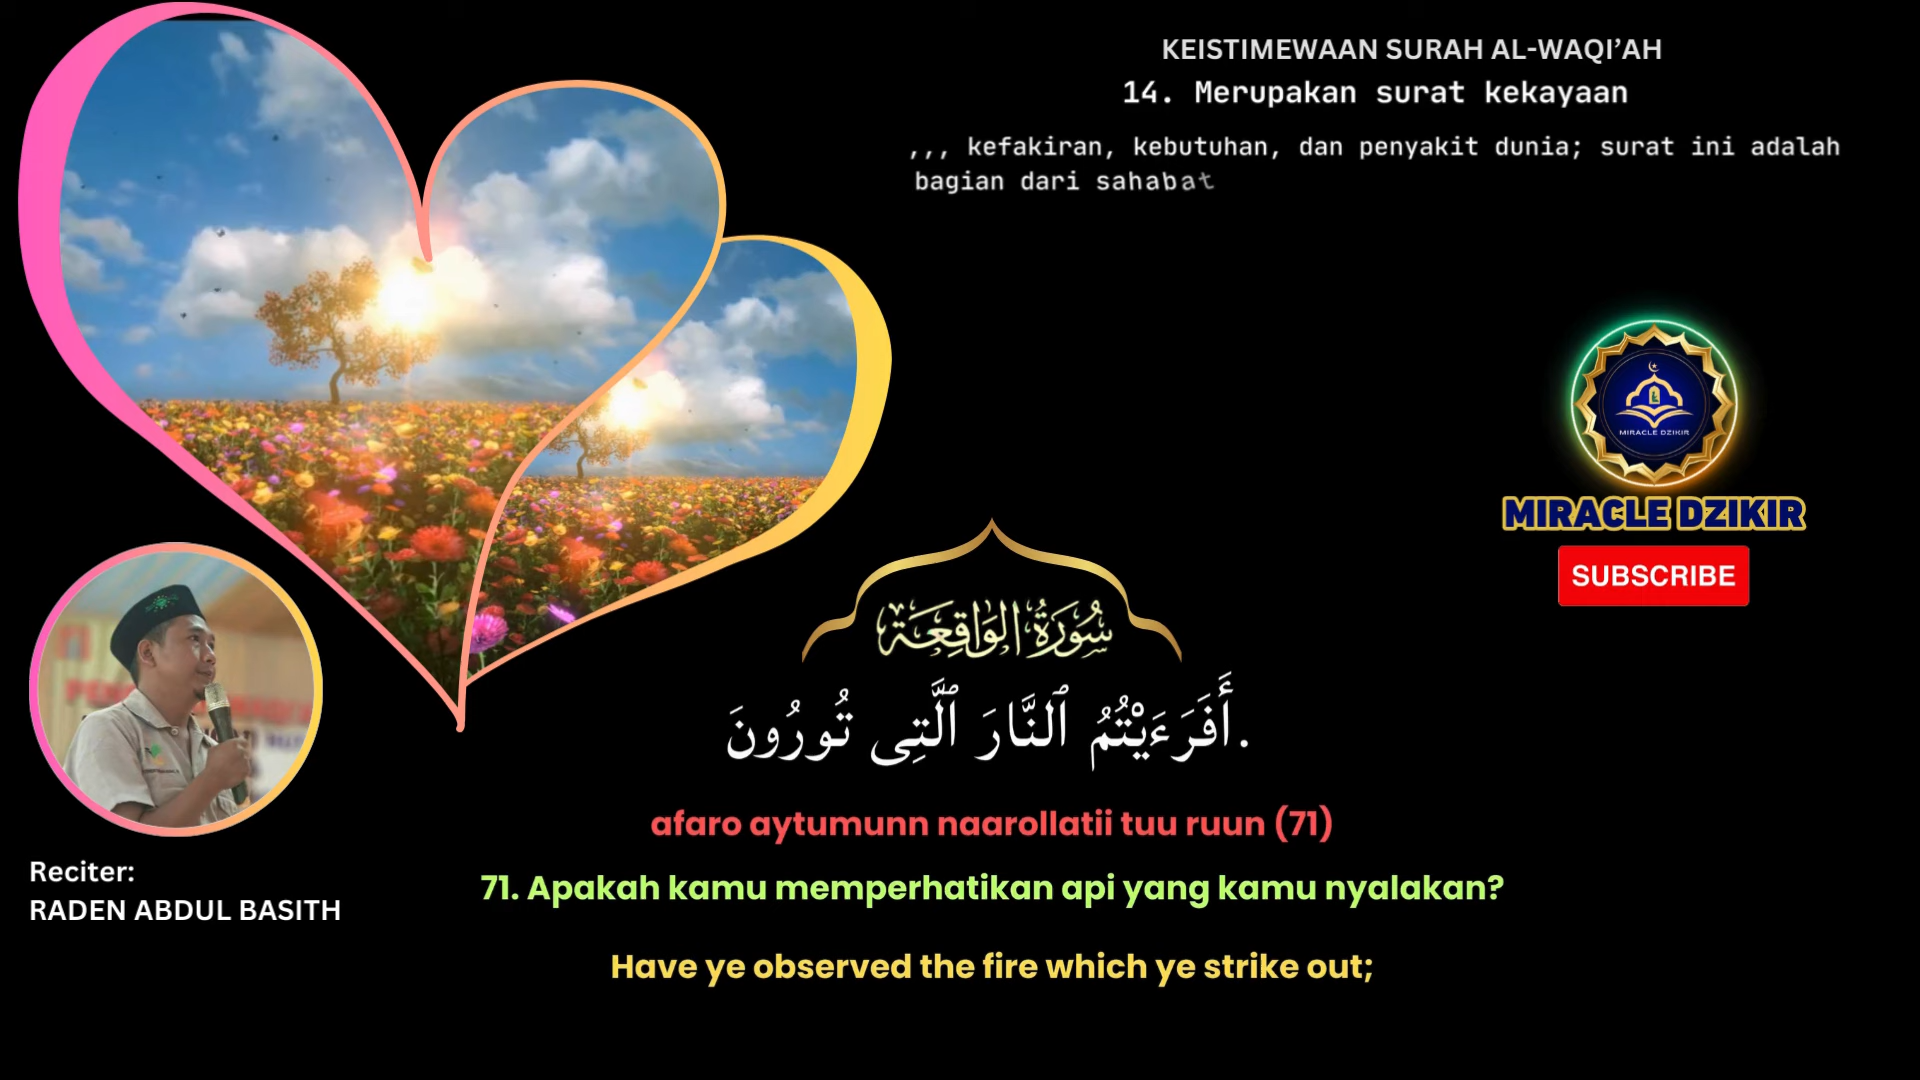 KEISTIMEWAAN SURAH AL-WAQI’AH
14. Merupakan surat kekayaan
,,, kefakiran, kebutuhan, dan penyakit dunia; surat ini adalah
bagian dari sahabat
MIRACLE DZIKIR
MIRACLE DZIKIR
SUBSCRIBE
سُورَةُ الوَاقِعَة
أَفَرَءَيْتُمُ ٱلنَّارَ ٱلَّتِى تُورُونَ.
afaro aytumunn naarollatii tuu ruun (71)
71. Apakah kamu memperhatikan api yang kamu nyalakan?
Have ye observed the fire which ye strike out;
Reciter:
RADEN ABDUL BASITH